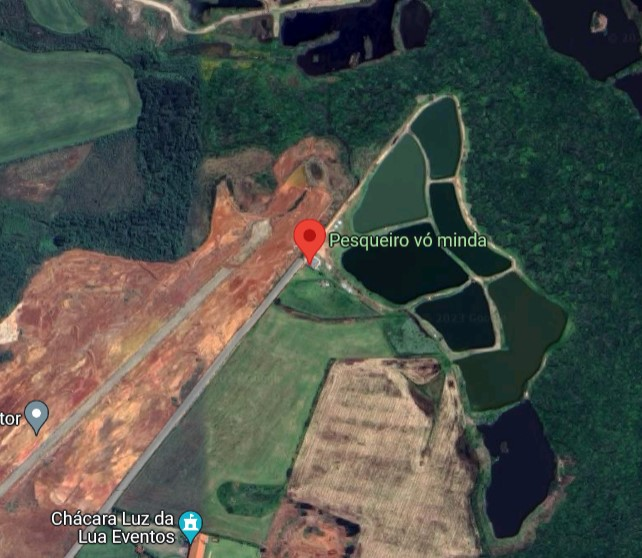 Pesqueiro vó minda
tor
Chácara Luz da
Lua Eventos